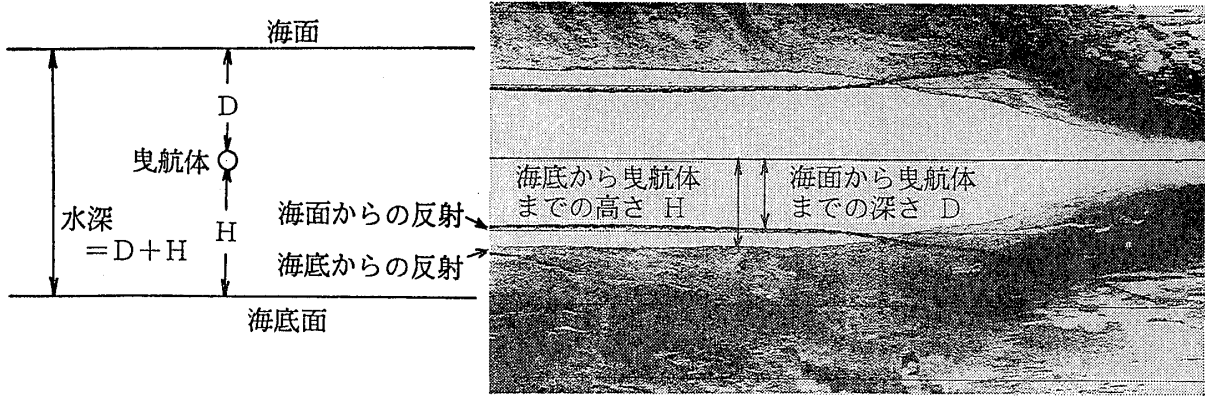 海面
D
曳航体
H
水深
＝D＋H
海面からの反射
海底からの反射
海底面
海底から曳航体
までの高さ H
海面から曳航体
までの深さ D